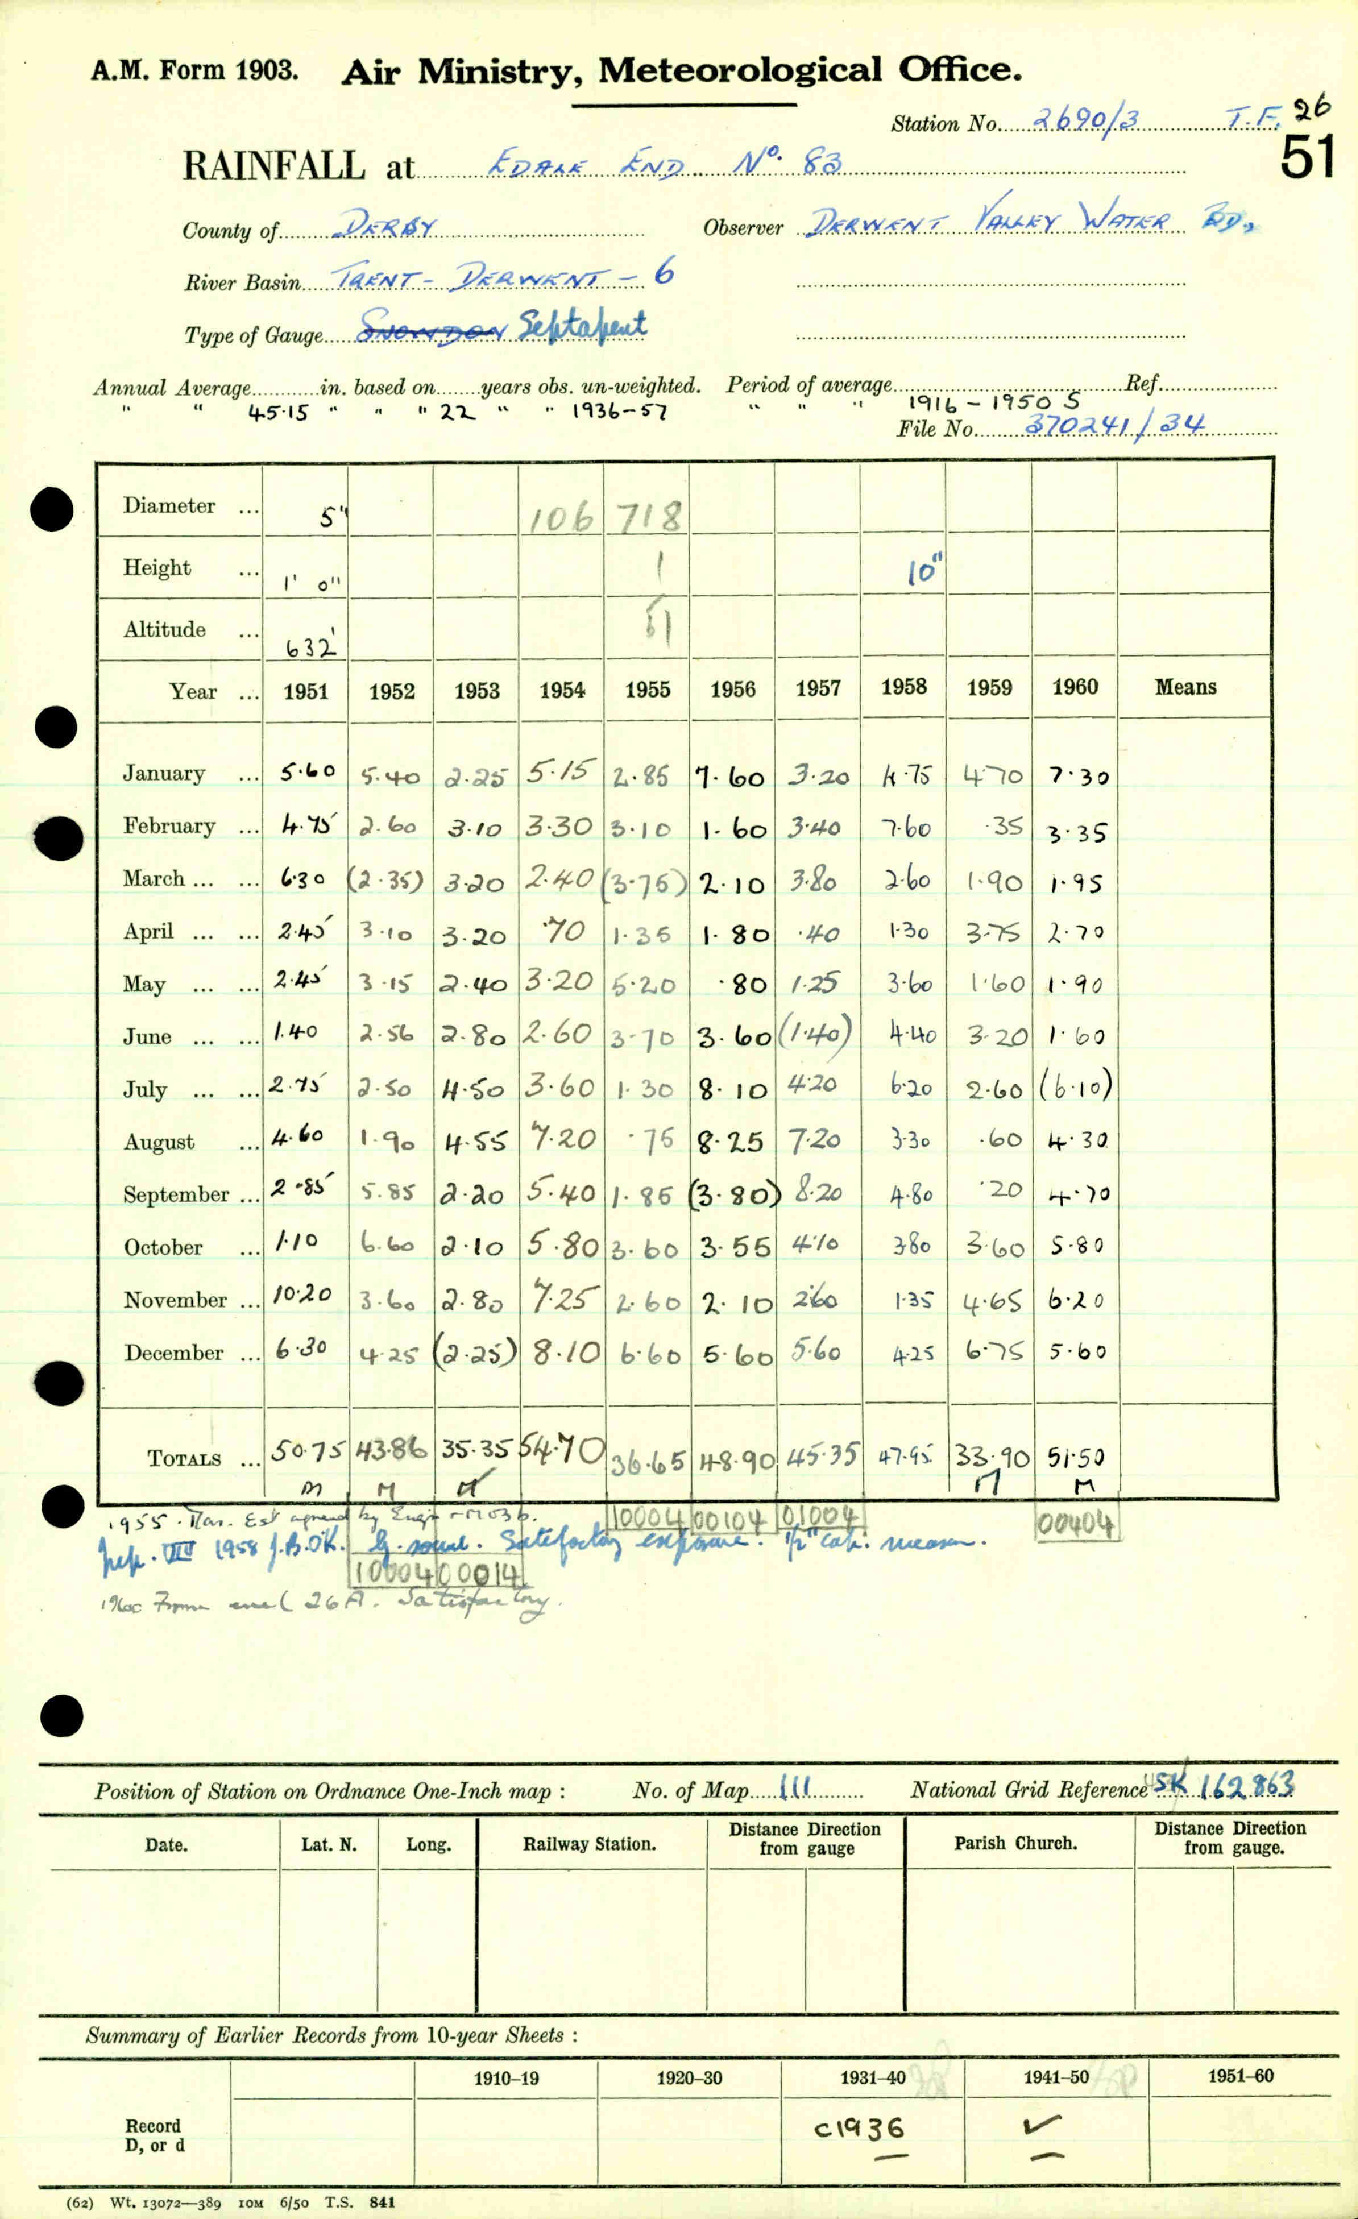 A.M. Form 1903. Air Ministry, Meteorological Office.
Station No. 2690/3 T.F. 26
51
RAINFALL at EDALE END No. 83
County of DERBY Observer DERWENT VALLEY WATER BD.
River Basin TRENT - DERWENT - 6
Type of Gauge SNOWDON Septapent
Annual Average in. based on years obs. un-weighted. Period of average Ref.
" " 45.15 " " " 22 " " 1936-57 " " " 1916 - 1950 S
File No. 370241/34
Diameter ... 5" 106 718
Height ... 1' 0" 1 10"
Altitude ... 632' 51
Year ... 1951 1952 1953 1954 1955 1956 1957 1958 1959 1960 Means
January ... 5.60 5.40 2.25 5.15 2.85 7.60 3.20 4.75 4.70 7.30
February ... 4.75 2.60 3.10 3.30 3.10 1.60 3.40 7.60 .35 3.35
March ... ... 6.30 (2.35) 3.20 2.40 (3.75) 2.10 3.80 2.60 1.90 1.95
April ... ... 2.45 3.10 3.20 .70 1.35 1.80 .40 1.30 3.75 2.70
May ... ... 2.45 3.15 2.40 3.20 5.20 .80 1.25 3.60 1.60 1.90
June ... ... 1.40 2.56 2.80 2.60 3.70 3.60 (1.40) 4.40 3.20 1.60
July ... ... 2.75 2.50 4.50 3.60 1.30 8.10 4.20 6.20 2.60 (6.10)
August ... 4.60 1.90 4.55 7.20 .75 8.25 7.20 3.30 .60 4.30
September ... 2.85 5.85 2.20 5.40 1.85 (3.80) 8.20 4.80 .20 4.70
October ... 1.10 6.60 2.10 5.80 3.60 3.55 4.10 3.80 3.60 5.80
November ... 10.20 3.60 2.80 7.25 2.60 2.10 2.60 1.35 4.65 6.20
December ... 6.30 4.25 (2.25) 8.10 6.60 5.60 5.60 4.25 6.75 5.60
TOTALS ... 50.75 43.86 35.35 54.70 36.65 48.90 45.35 47.95 33.90 51.50
M M M M M
1955. Mar. Est agreed by Engr 10004 00104 01004 00404
Insp. VIII 1958 J.B. OK. Satisfactory exposure. 1/2" cap. measure.
10004 00014
1960 From encl 26A. Satisfactory.
Position of Station on Ordnance One-Inch map : No. of Map 111 National Grid Reference SK 162863
Date. Lat. N. Long. Railway Station. Distance Direction from gauge Parish Church. Distance Direction from gauge.
Summary of Earlier Records from 10-year Sheets :
1910–19 1920–30 1931–40 1941–50 1951–60
Record D, or d c1936 ✓
(62) Wt. 13072—389 10M 6/50 T.S. 841